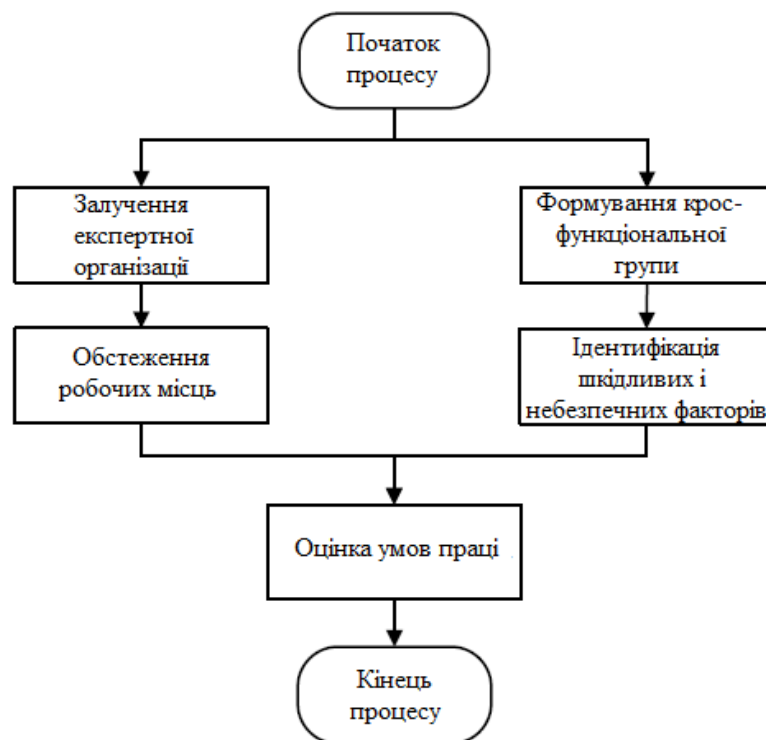 Початок
процесу
Залучення
експертної
організації
Формування крос-
функціональної
групи
Обстеження
робочих місць
Ідентифікація
шкідливих і
небезпечних факторів
Оцінка умов праці
Кінець
процесу